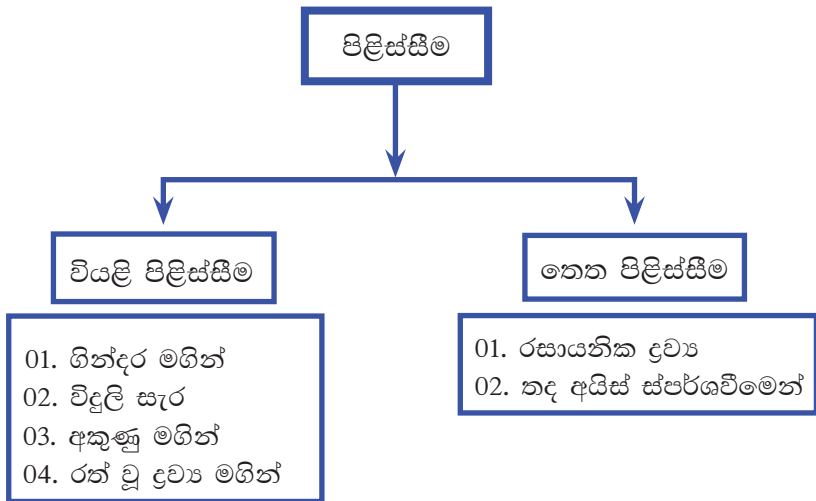 පිළිස්සීම
වියළි පිළිස්සීම
01. ගින්දර මගින්
02. විදුලි සැර
03. අකුණු මගින්
04. රත් වූ ද්‍රව්‍ය මගින්
තෙත පිළිස්සීම
01. රසායනික ද්‍රව්‍ය
02. තද අයිස් ස්පර්ශවීමෙන්